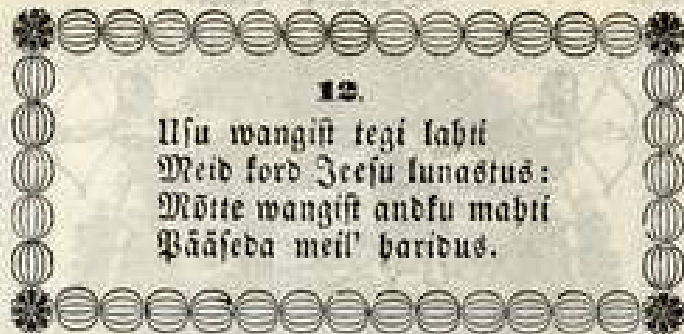 12.
Usu wangist tegi lahti
Meid kord Jeesu lunastus:
Mõtte wangist andku mahti
Pääseda meil' haridus.